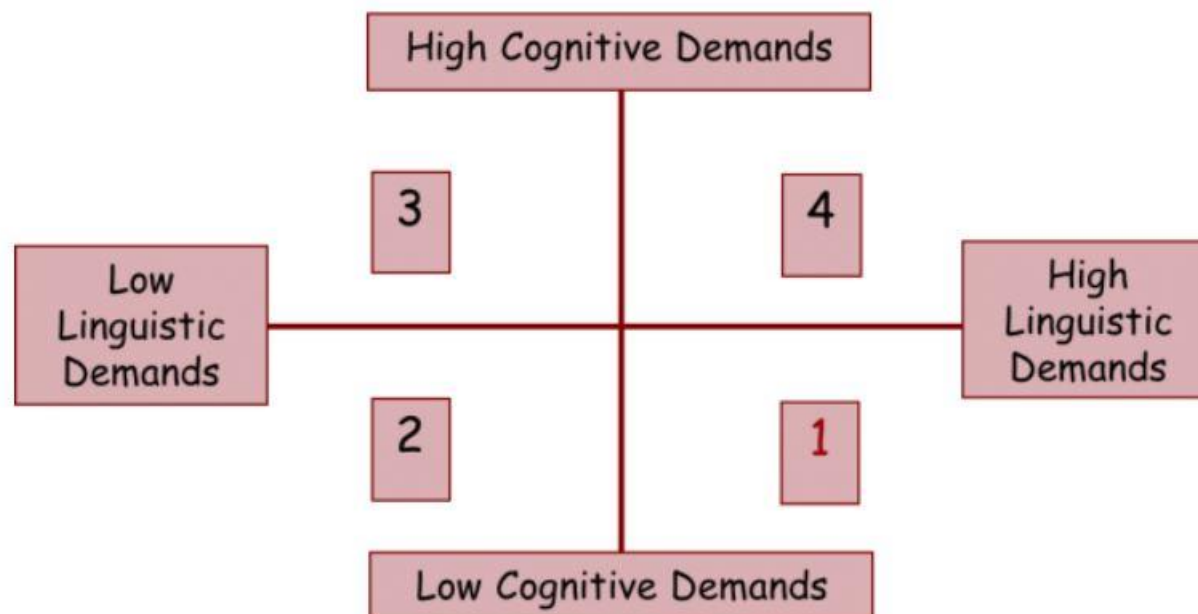 High Cognitive Demands
3
4
Low
Linguistic
Demands
High
Linguistic
Demands
2
1
Low Cognitive Demands